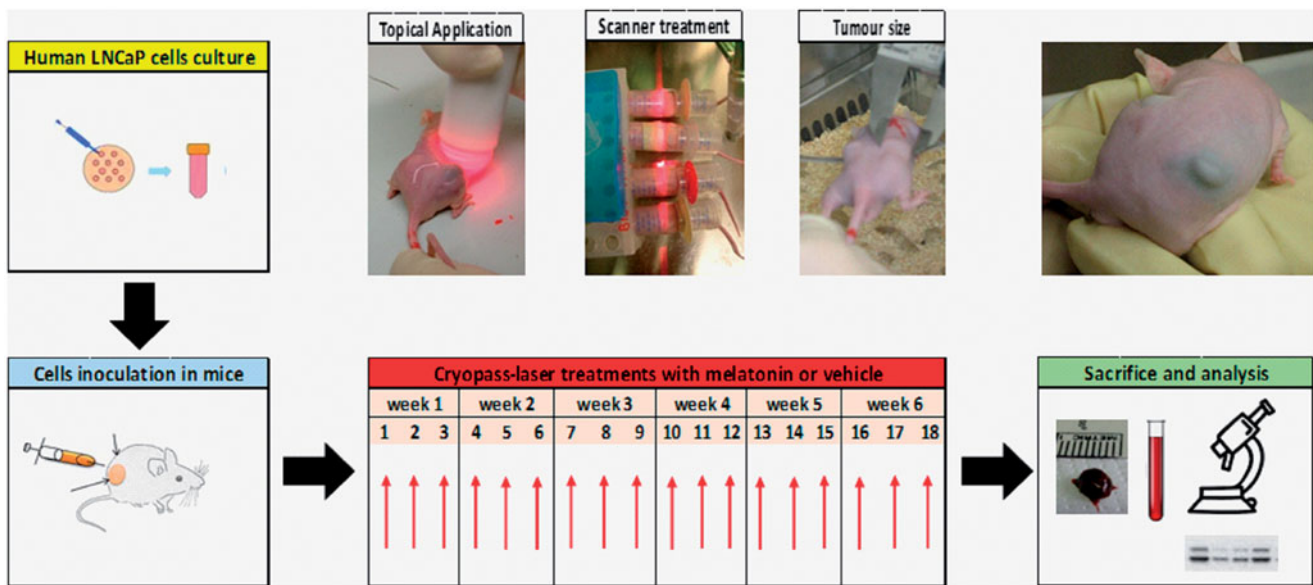 Topical Application
Scanner treatment
Tumour size
Human LNCaP cells culture
Cells inoculation in mice
Cryopass-laser treatments with melatonin or vehicle
week 1 week 2 week 3 week 4 week 5 week 6
1 2 3 4 5 6 7 8 9 10 11 12 13 14 15 16 17 18
Sacrifice and analysis
METRIC